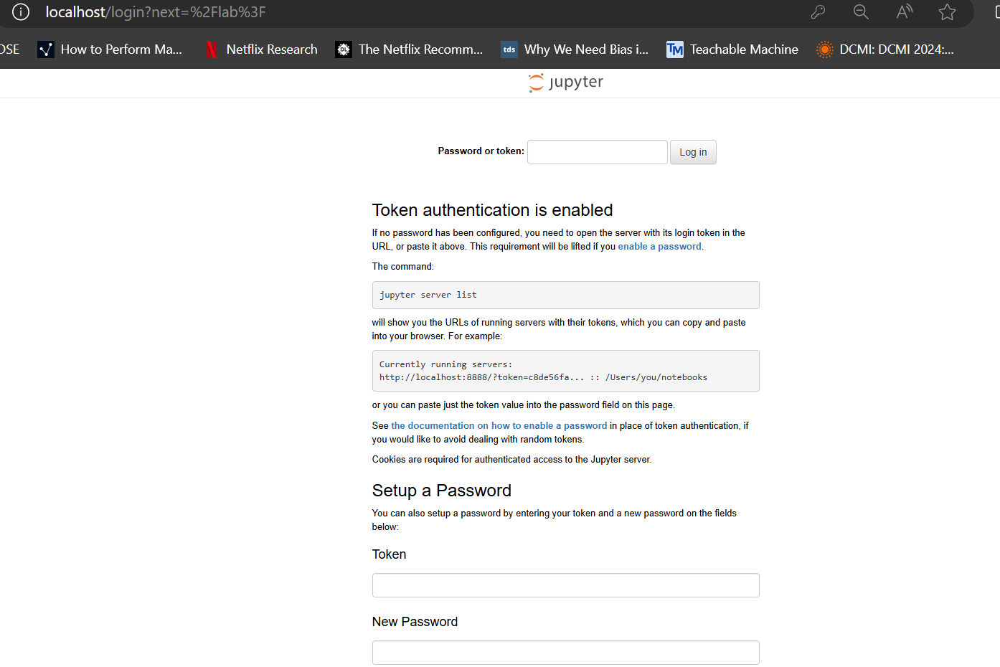 localhost/login?next=%2Flab%3F
OSE How to Perform Ma... Netflix Research The Netflix Recomm... tds Why We Need Bias i... TM Teachable Machine DCMI: DCMI 2024:...
jupyter
Password or token: Log in
Token authentication is enabled
If no password has been configured, you need to open the server with its login token in the
URL, or paste it above. This requirement will be lifted if you enable a password.
The command:
jupyter server list
will show you the URLs of running servers with their tokens, which you can copy and paste
into your browser. For example:
Currently running servers:
http://localhost:8888/?token=c8de56fa... :: /Users/you/notebooks
or you can paste just the token value into the password field on this page.
See the documentation on how to enable a password in place of token authentication, if
you would like to avoid dealing with random tokens.
Cookies are required for authenticated access to the Jupyter server.
Setup a Password
You can also setup a password by entering your token and a new password on the fields
below:
Token
New Password